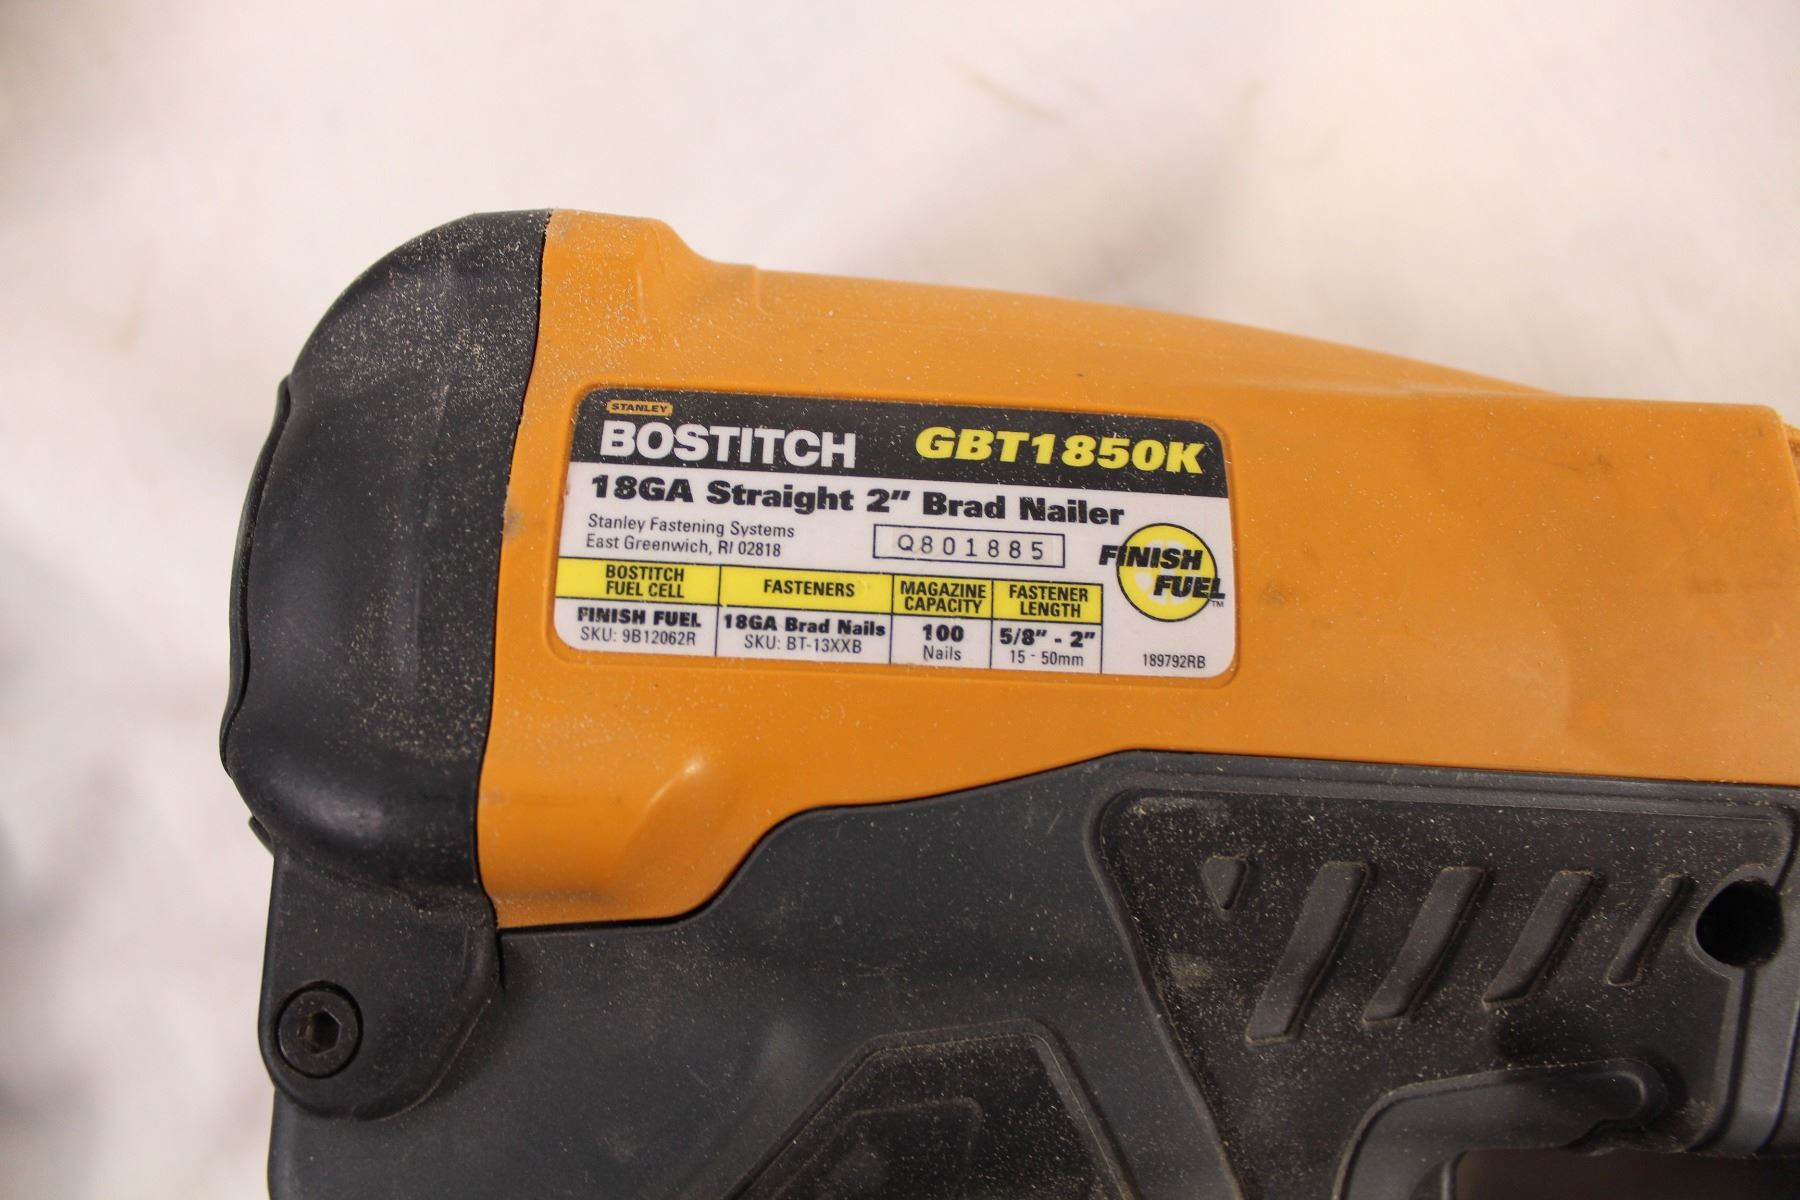 STANLEY
BOSTITCH GBT1850K
18GA Straight 2" Brad Nailer
Stanley Fastening Systems
East Greenwich, RI 02818
Q801885
FINISH
FUEL™
BOSTITCH
FUEL CELL
FASTENERS
MAGAZINE
CAPACITY
FASTENER
LENGTH
FINISH FUEL
SKU: 9B12062R
18GA Brad Nails
SKU: BT-13XXB
100
Nails
5/8" - 2"
15 - 50mm
189792RB